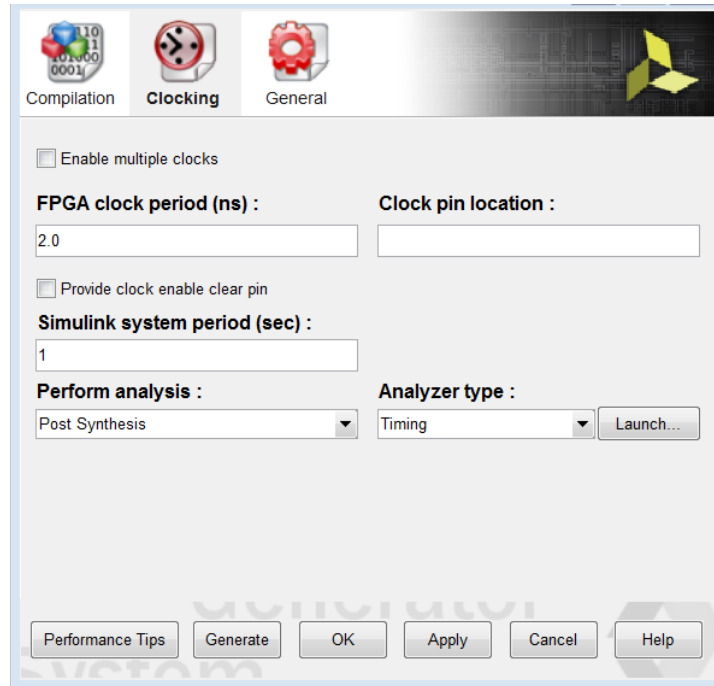 Compilation Clocking General
Enable multiple clocks
FPGA clock period (ns) : Clock pin location :
2.0
Provide clock enable clear pin
Simulink system period (sec) :
1
Perform analysis : Analyzer type :
Post Synthesis Timing Launch...
Generator
Performance Tips Generate OK Apply Cancel Help
System